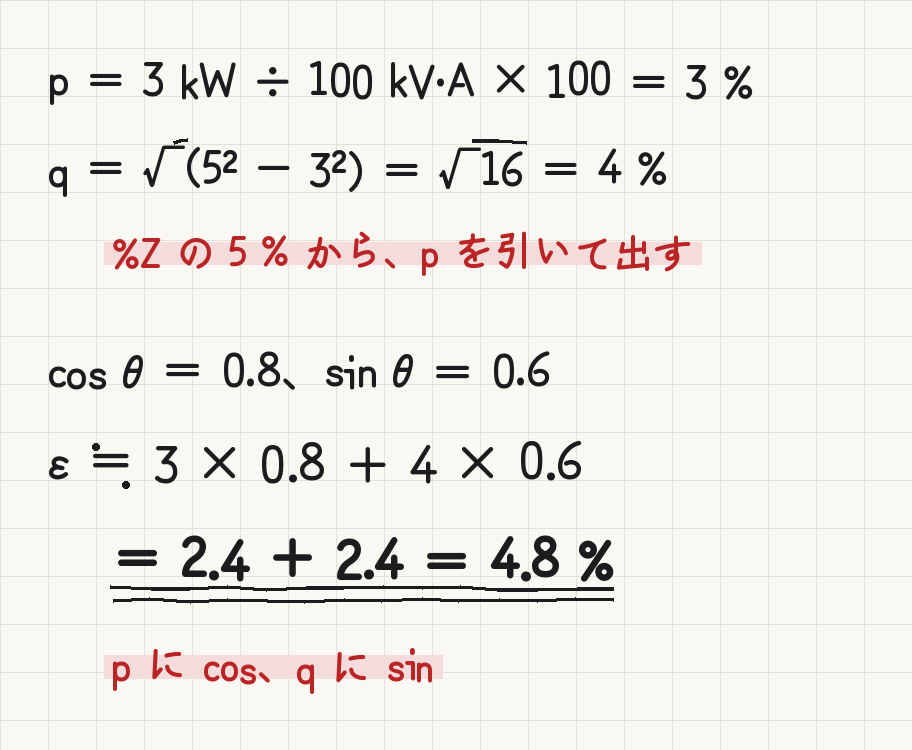 p = 3 kW ÷ 100 kV·A × 100 = 3 %
q = √(5² − 3²) = √16 = 4 %
%Z の 5 % から、p を引いて出す
cos θ = 0.8、sin θ = 0.6
ε ≒ 3 × 0.8 + 4 × 0.6
= 2.4 + 2.4 = 4.8 %
p に cos、q に sin